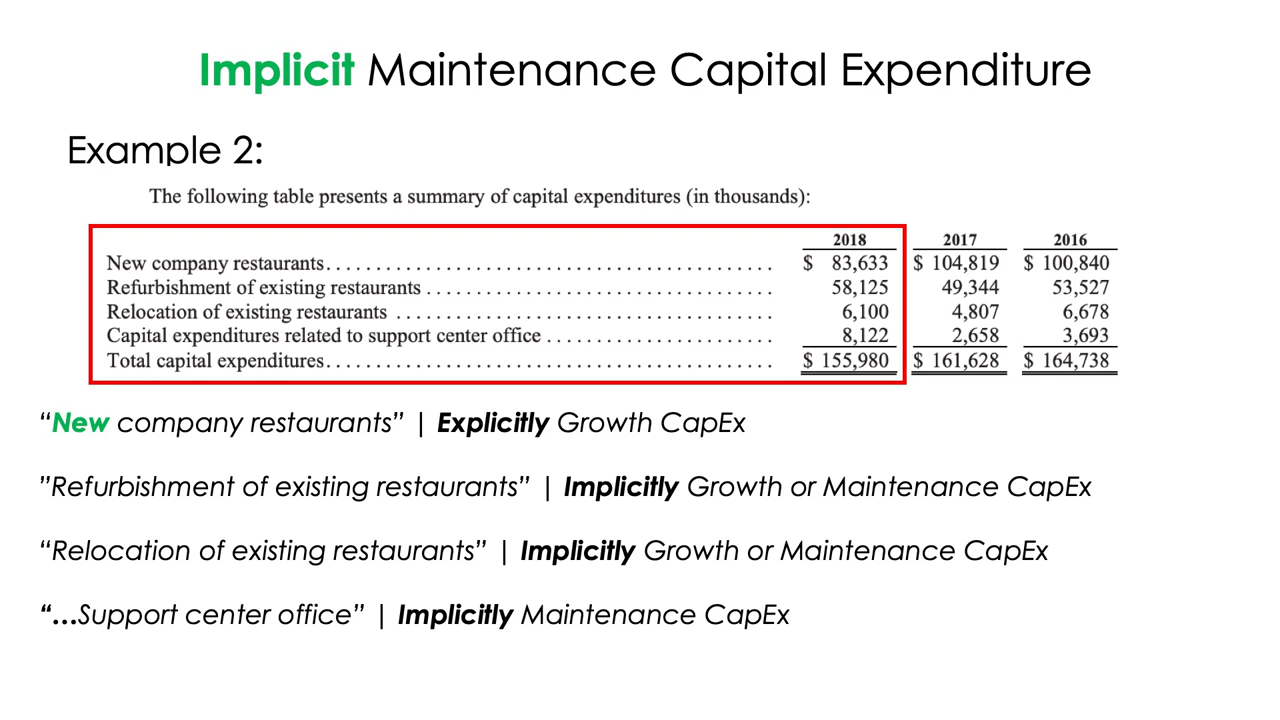 Implicit Maintenance Capital Expenditure
Example 2:
The following table presents a summary of capital expenditures (in thousands):
2018 2017 2016
New company restaurants............................................ $ 83,633 $ 104,819 $ 100,840
Refurbishment of existing restaurants.................................. 58,125 49,344 53,527
Relocation of existing restaurants..................................... 6,100 4,807 6,678
Capital expenditures related to support center office....................... 8,122 2,658 3,693
Total capital expenditures............................................ $ 155,980 $ 161,628 $ 164,738
“New company restaurants” | Explicitly Growth CapEx
”Refurbishment of existing restaurants” | Implicitly Growth or Maintenance CapEx
“Relocation of existing restaurants” | Implicitly Growth or Maintenance CapEx
“…Support center office” | Implicitly Maintenance CapEx